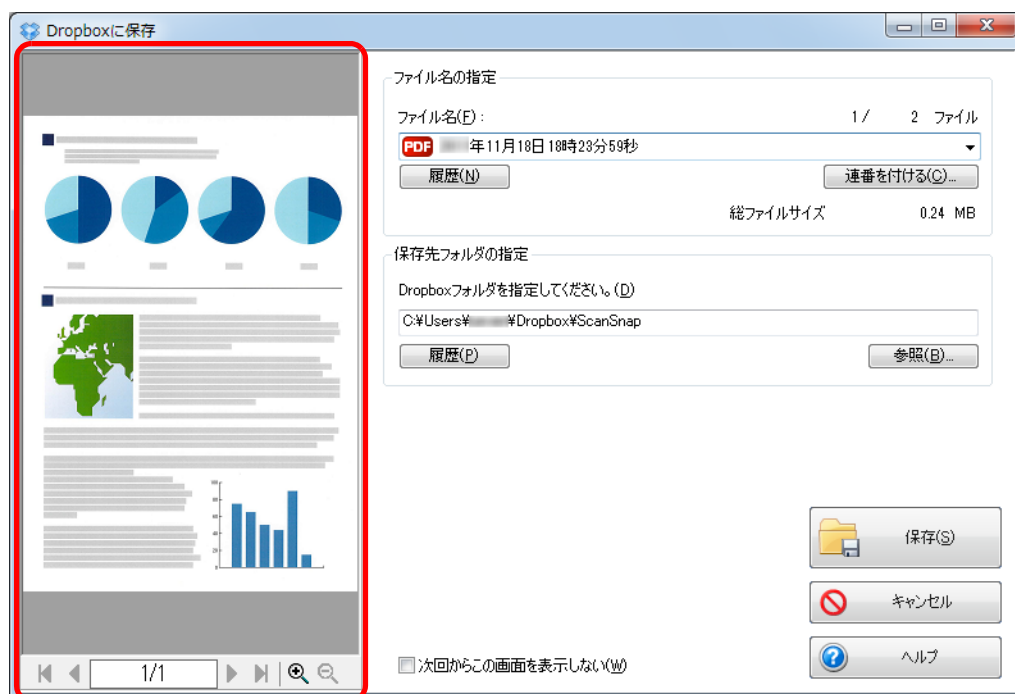 Dropboxに保存
ファイル名の指定
ファイル名(F):
1/ 2 ファイル
PDF 年11月18日18時23分59秒
履歴(N)
連番を付ける(C)...
総ファイルサイズ 0.24 MB
保存先フォルダの指定
Dropboxフォルダを指定してください。(D)
C:¥Users¥ ¥Dropbox¥ScanSnap
履歴(P)
参照(B)...
保存(S)
キャンセル
ヘルプ
次回からこの画面を表示しない(W)
1/1